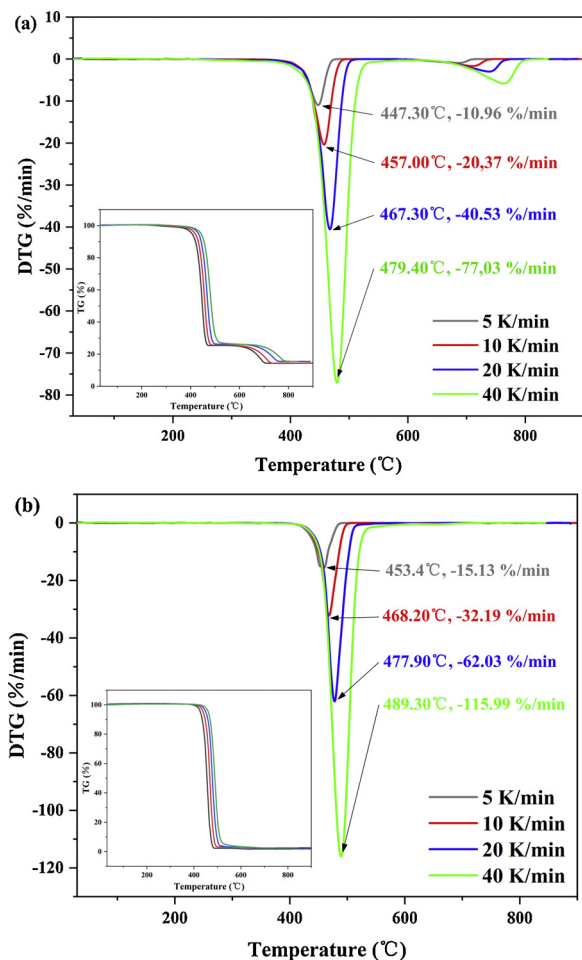 (a)
10
0
-10
-20
-30
-40
-50
-60
-70
-80
DTG (%/min)
447.30℃, -10.96 %/min
457.00℃, -20,37 %/min
467.30℃, -40.53 %/min
479.40℃, -77,03 %/min
100
80
60
40
20
0
TG (%)
200
400
600
800
Temperature (℃)
5 K/min
10 K/min
20 K/min
40 K/min
200
400
600
800
Temperature (℃)
(b)
0
-20
-40
-60
-80
-100
-120
DTG (%/min)
453.4℃, -15.13 %/min
468.20℃, -32.19 %/min
477.90℃, -62.03 %/min
489.30℃, -115.99 %/min
100
80
60
40
20
0
TG (%)
0
200
400
600
800
Temperature (℃)
5 K/min
10 K/min
20 K/min
40 K/min
200
400
600
800
Temperature (℃)